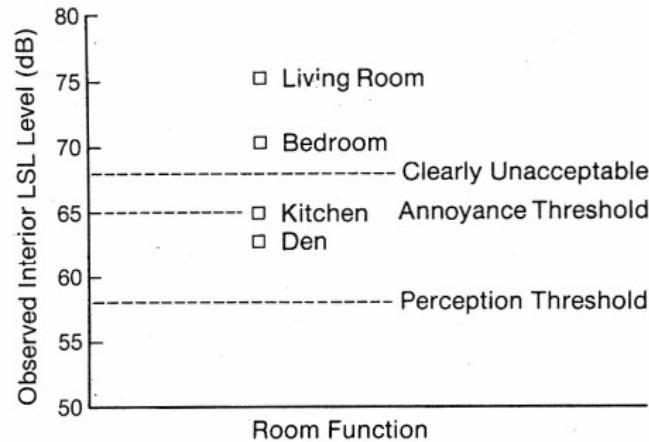 Observed Interior LSL Level (dB)
80
75
70
65
60
55
50
Living Room
Bedroom
Clearly Unacceptable
Kitchen Annoyance Threshold
Den
Perception Threshold
Room Function